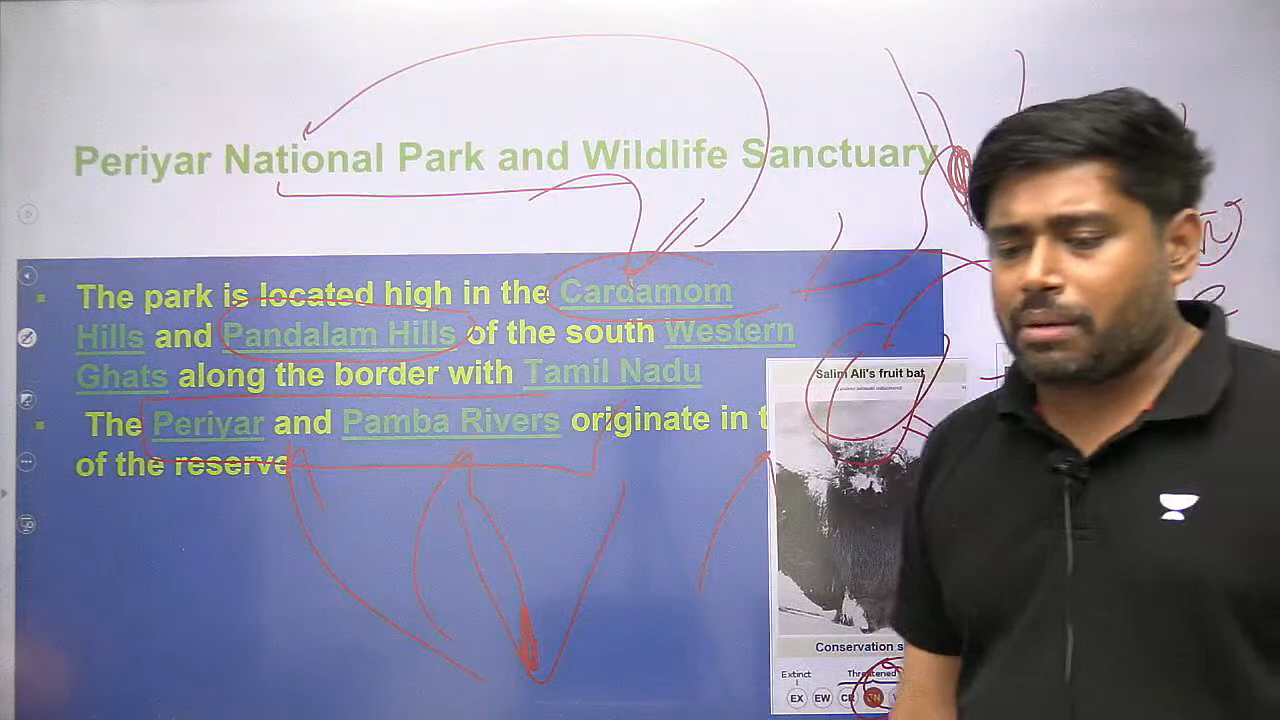 Periyar National Park and Wildlife Sanctuary
The park is located high in the Cardamom
Hills and Pandalam Hills of the south Western
Ghats along the border with Tamil Nadu
The Periyar and Pamba Rivers originate in t
of the reserve
Salim Ali's fruit bat
Conservation s
Extinct
Threatened
EX EW CR EN V